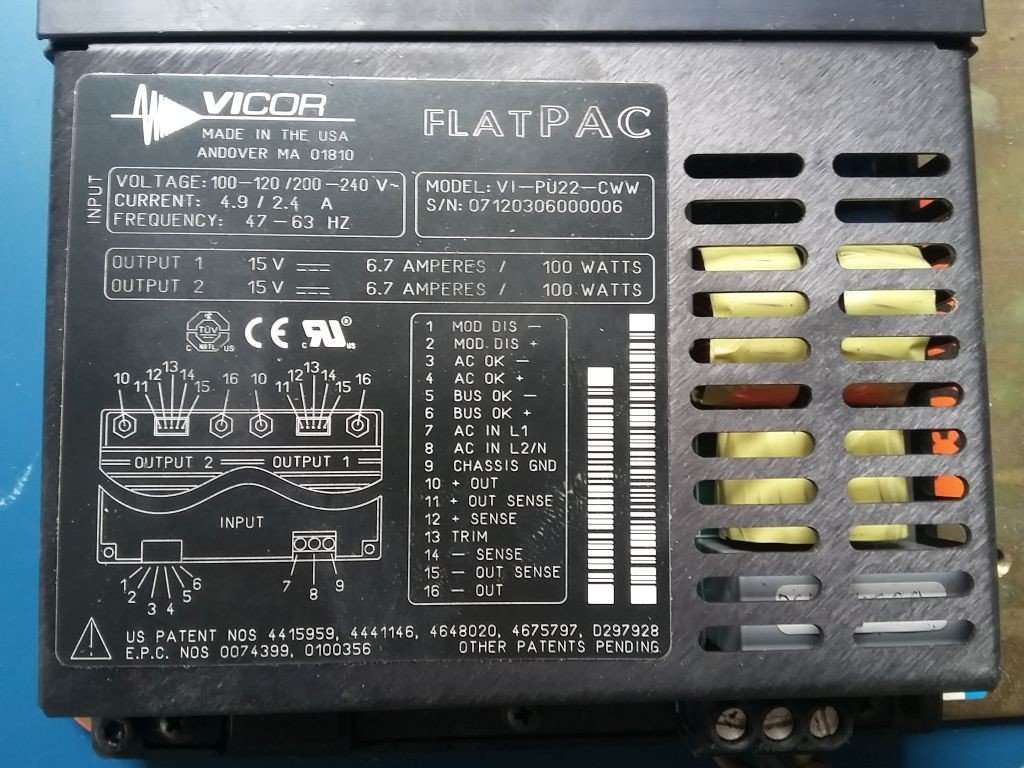 VICOR
MADE IN THE USA
ANDOVER MA 01810
FLATPAC
INPUT
VOLTAGE: 100-120 /200-240 V~
CURRENT: 4.9 / 2.4 A
FREQUENCY: 47-63 HZ
MODEL: VI-PU22-CWW
S/N: 07120306000006
OUTPUT 1 15 V 6.7 AMPERES / 100 WATTS
OUTPUT 2 15 V 6.7 AMPERES / 100 WATTS
C TÜV NRTL US
CE
c RU ® US
1 MOD DIS -
2 MOD DIS +
3 AC OK -
4 AC OK +
5 BUS OK -
6 BUS OK +
7 AC IN L1
8 AC IN L2/N
9 CHASSIS GND
10 + OUT
11 + OUT SENSE
12 + SENSE
13 TRIM
14 - SENSE
15 - OUT SENSE
16 - OUT
10 11 12 13 14 15 16 10 11 12 13 14 15 16
OUTPUT 2 OUTPUT 1
INPUT
1 2 3 4 5 6 7 8 9
US PATENT NOS 4415959, 4441146, 4648020, 4675797, D297928
E.P.C. NOS 0074399, 0100356 OTHER PATENTS PENDING